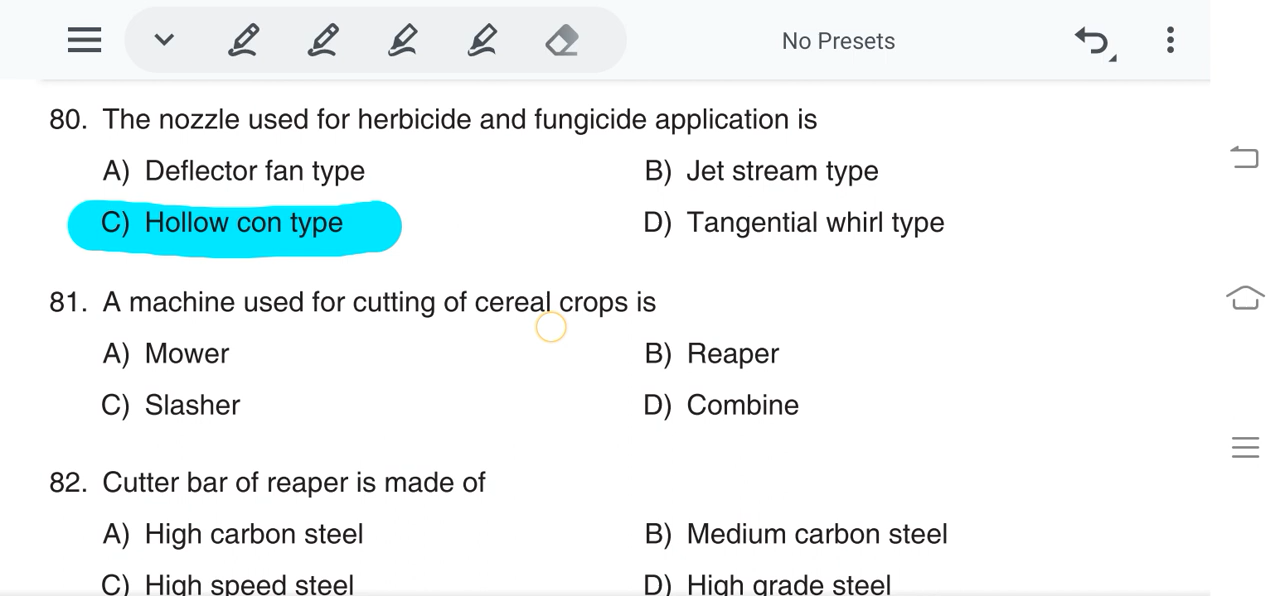 No Presets
80. The nozzle used for herbicide and fungicide application is
A) Deflector fan type B) Jet stream type
C) Hollow con type D) Tangential whirl type
81. A machine used for cutting of cereal crops is
A) Mower B) Reaper
C) Slasher D) Combine
82. Cutter bar of reaper is made of
A) High carbon steel B) Medium carbon steel
C) High speed steel D) High grade steel